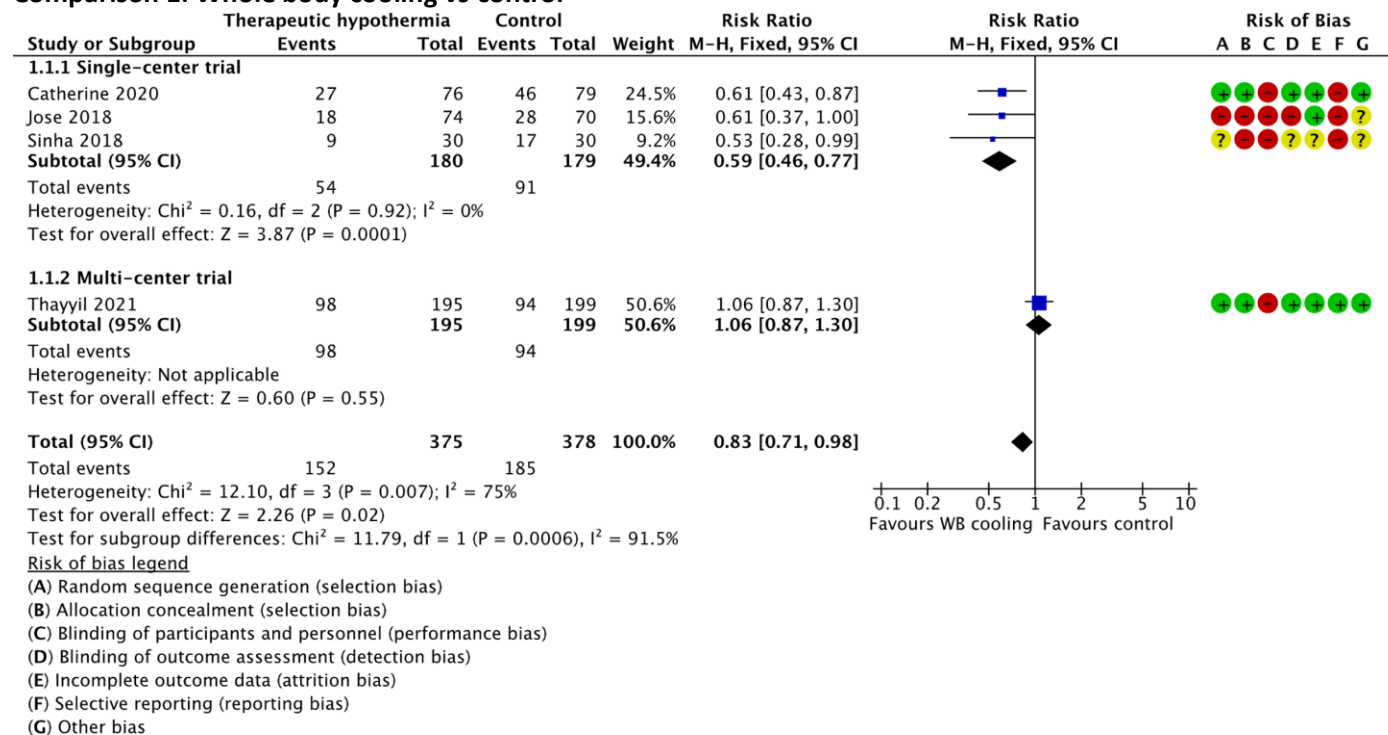 Comparison 1: Whole body cooling vs control
Therapeutic hypothermia Control Risk Ratio Risk Ratio Risk of Bias
Study or Subgroup Events Total Events Total Weight M-H, Fixed, 95% CI M-H, Fixed, 95% CI A B C D E F G
1.1.1 Single-center trial
Catherine 2020 27 76 46 79 24.5% 0.61 [0.43, 0.87] + + - + + - +
Jose 2018 18 74 28 70 15.6% 0.61 [0.37, 1.00] - - - - + - ?
Sinha 2018 9 30 17 30 9.2% 0.53 [0.28, 0.99] ? - - ? ? - ?
Subtotal (95% CI) 180 179 49.4% 0.59 [0.46, 0.77]
Total events 54 91
Heterogeneity: Chi² = 0.16, df = 2 (P = 0.92); I² = 0%
Test for overall effect: Z = 3.87 (P = 0.0001)
1.1.2 Multi-center trial
Thayyil 2021 98 195 94 199 50.6% 1.06 [0.87, 1.30] + + - + + + +
Subtotal (95% CI) 195 199 50.6% 1.06 [0.87, 1.30]
Total events 98 94
Heterogeneity: Not applicable
Test for overall effect: Z = 0.60 (P = 0.55)
Total (95% CI) 375 378 100.0% 0.83 [0.71, 0.98]
Total events 152 185
Heterogeneity: Chi² = 12.10, df = 3 (P = 0.007); I² = 75%
Test for overall effect: Z = 2.26 (P = 0.02)
Test for subgroup differences: Chi² = 11.79, df = 1 (P = 0.0006), I² = 91.5%
0.1 0.2 0.5 1 2 5 10
Favours WB cooling Favours control
Risk of bias legend
(A) Random sequence generation (selection bias)
(B) Allocation concealment (selection bias)
(C) Blinding of participants and personnel (performance bias)
(D) Blinding of outcome assessment (detection bias)
(E) Incomplete outcome data (attrition bias)
(F) Selective reporting (reporting bias)
(G) Other bias